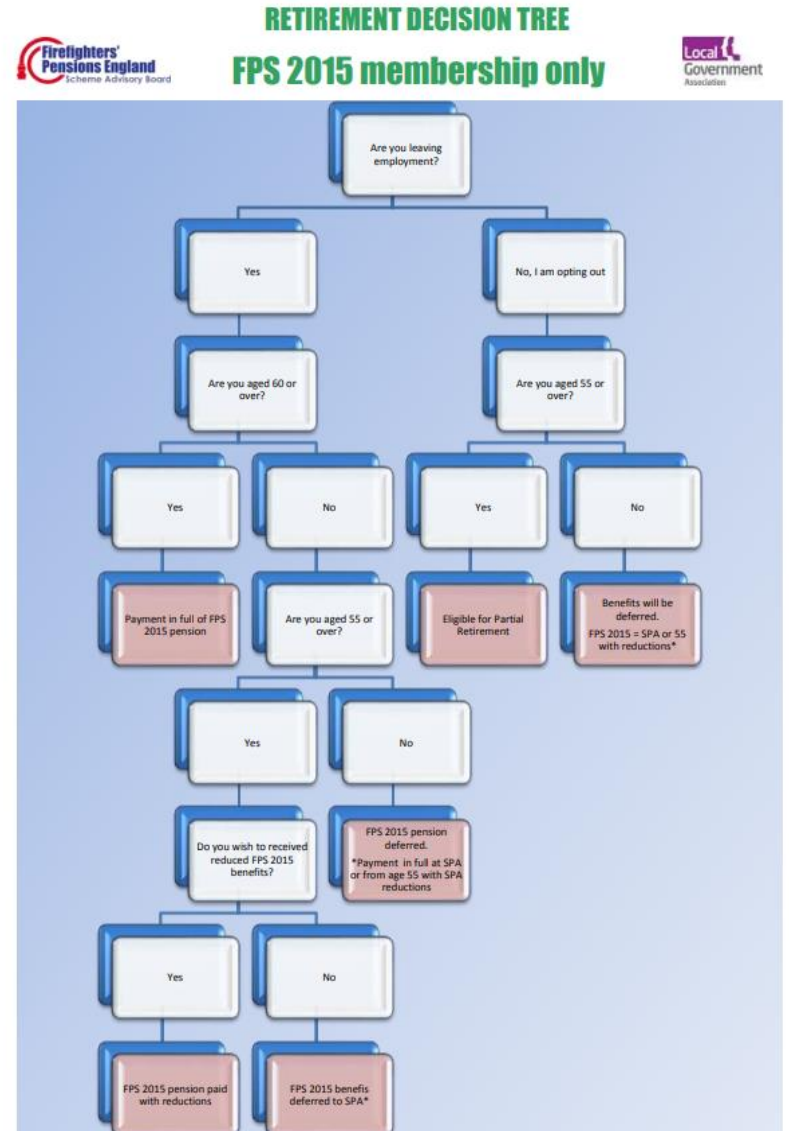 RETIREMENT DECISION TREE
FPS 2015 membership only
Firefighters'
Pensions England
Scheme Advisory Board
Local
Government
Association
Are you leaving
employment?
Yes
No, I am opting out
Are you aged 60 or
over?
Are you aged 55 or
over?
Yes
No
Yes
No
Payment in full of FPS
2015 pension
Are you aged 55 or
over?
Eligible for Partial
Retirement
Benefits will be
deferred.
FPS 2015 = SPA or 55
with reductions*
Yes
No
Do you wish to received
reduced FPS 2015
benefits?
FPS 2015 pension
deferred.
*Payment in full at SPA
or from age 55 with SPA
reductions
Yes
No
FPS 2015 pension paid
with reductions
FPS 2015 benefis
deferred to SPA*